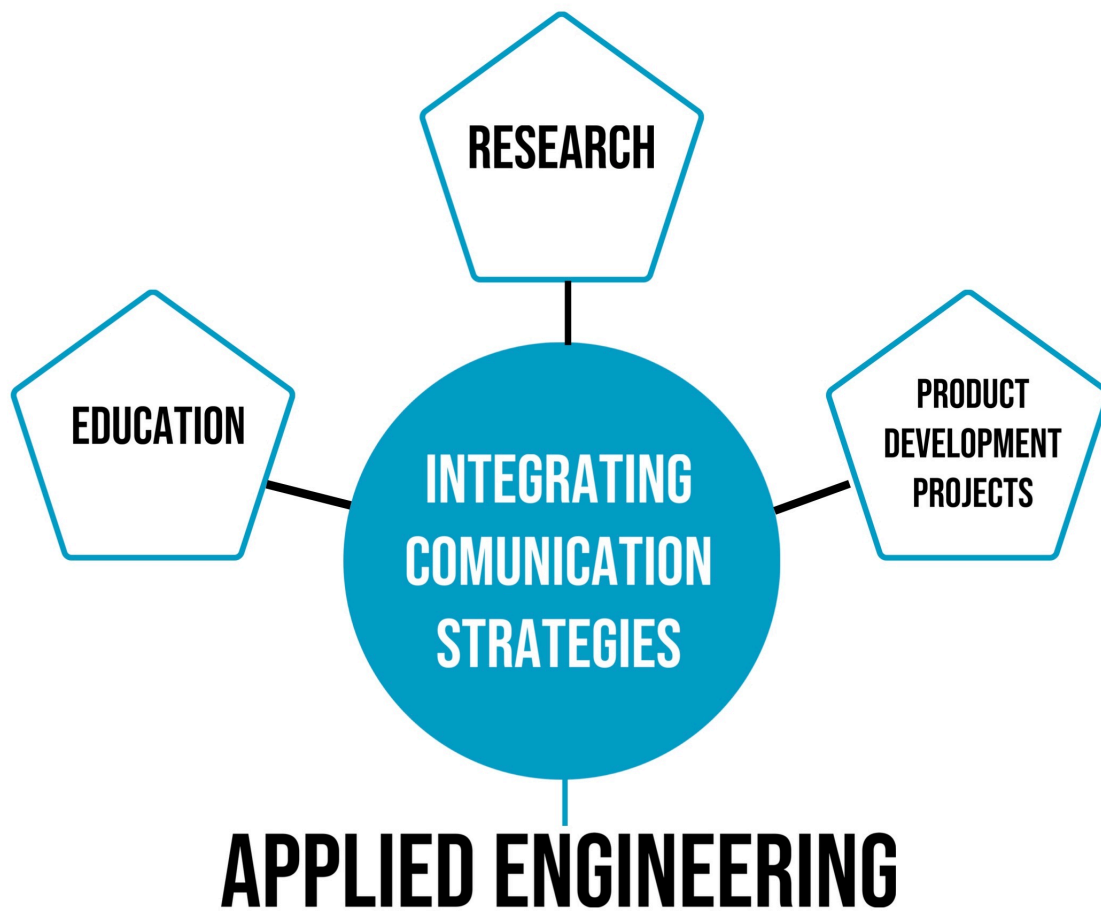 RESEARCH
EDUCATION
PRODUCT
DEVELOPMENT
PROJECTS
INTEGRATING
COMUNICATION
STRATEGIES
APPLIED ENGINEERING